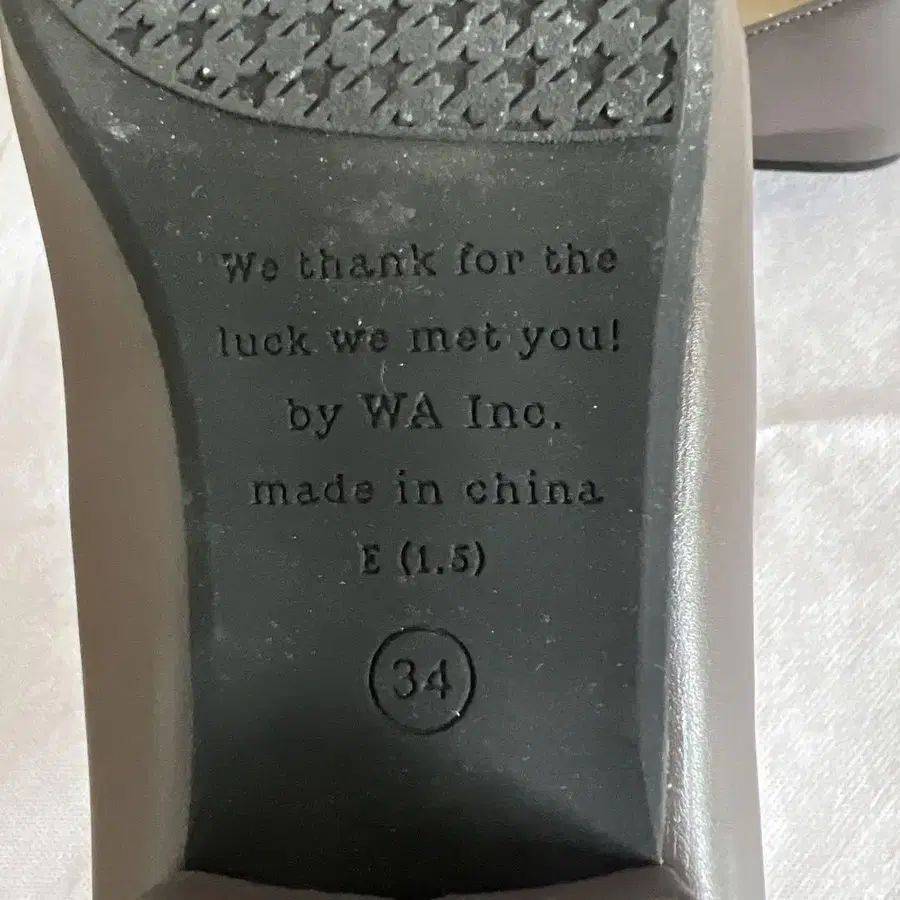 We thank for the
luck we met you!
by WA Inc.
made in china
E (1.5)
34